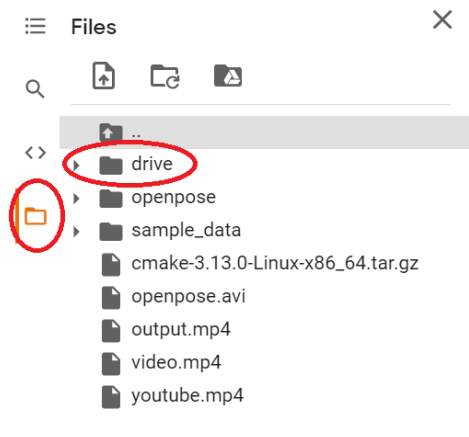 Files
..
drive
openpose
sample_data
cmake-3.13.0-Linux-x86_64.tar.gz
openpose.avi
output.mp4
video.mp4
youtube.mp4